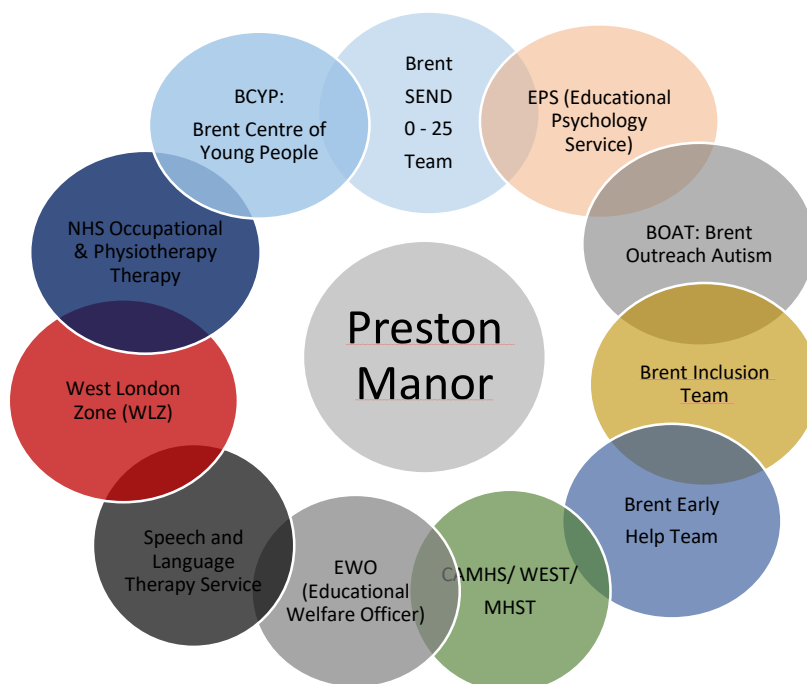 Brent
SEND
0 - 25
Team
EPS (Educational
Psychology
Service)
BOAT: Brent
Outreach Autism
Brent Inclusion
Team
Brent Early
Help Team
CAMHS/ WEST/
MHST
EWO
(Educational
Welfare Officer)
Speech and
Language
Therapy Service
West London
Zone (WLZ)
NHS Occupational
& Physiotherapy
Therapy
BCYP:
Brent Centre of
Young People
Preston
Manor